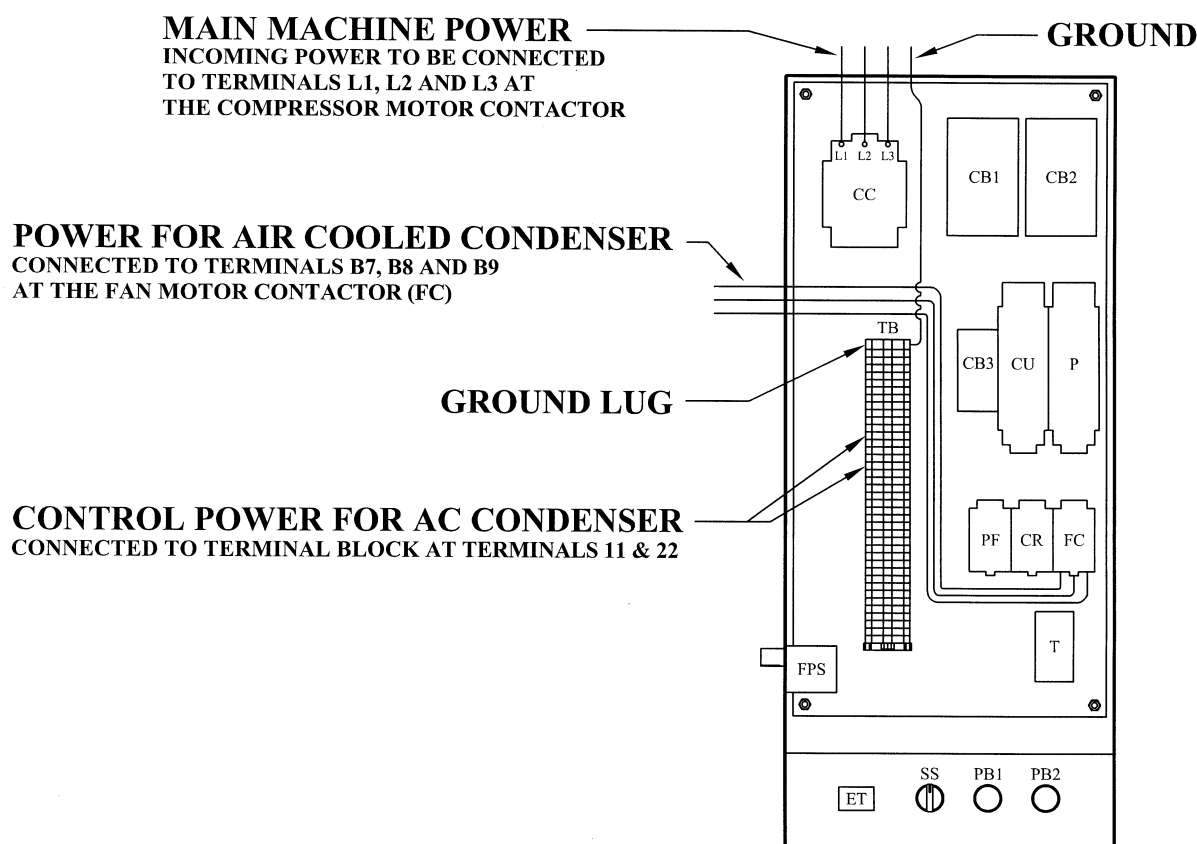 MAIN MACHINE POWER
INCOMING POWER TO BE CONNECTED
TO TERMINALS L1, L2 AND L3 AT
THE COMPRESSOR MOTOR CONTACTOR
GROUND
L1 L2 L3
CC
CB1
CB2
POWER FOR AIR COOLED CONDENSER
CONNECTED TO TERMINALS B7, B8 AND B9
AT THE FAN MOTOR CONTACTOR (FC)
TB
CB3
CU
P
GROUND LUG
CONTROL POWER FOR AC CONDENSER
CONNECTED TO TERMINAL BLOCK AT TERMINALS 11 & 22
PF
CR
FC
T
FPS
SS
PB1
PB2
ET